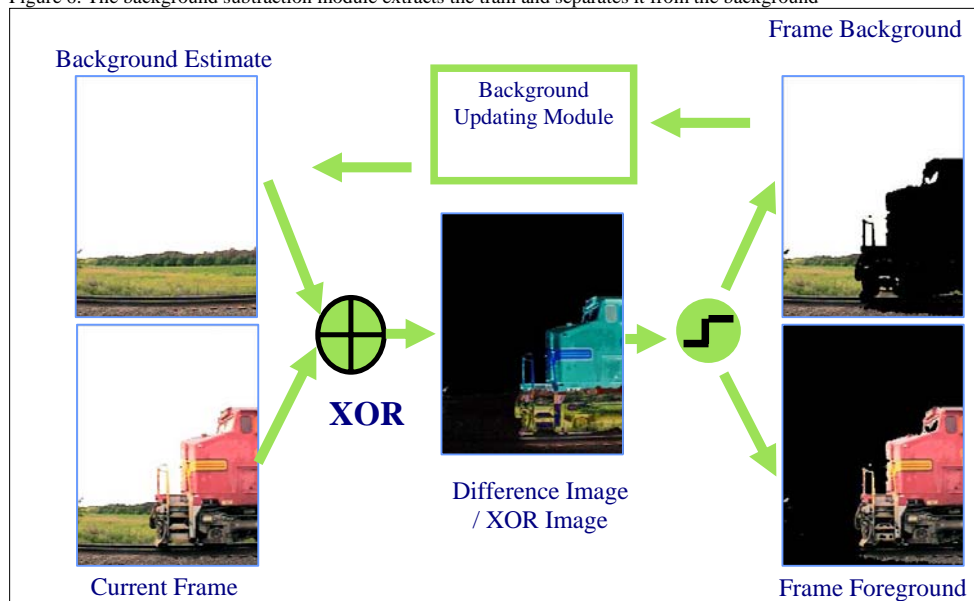 Figure 6. The background subtraction module extracts the train and separates it from the background
Frame Background
Background Estimate
Background
Updating Module
XOR
Difference Image
/ XOR Image
Current Frame
Frame Foreground